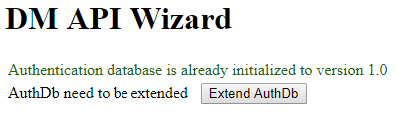 DM API Wizard
Authentication database is already initialized to version 1.0
AuthDb need to be extended Extend AuthDb